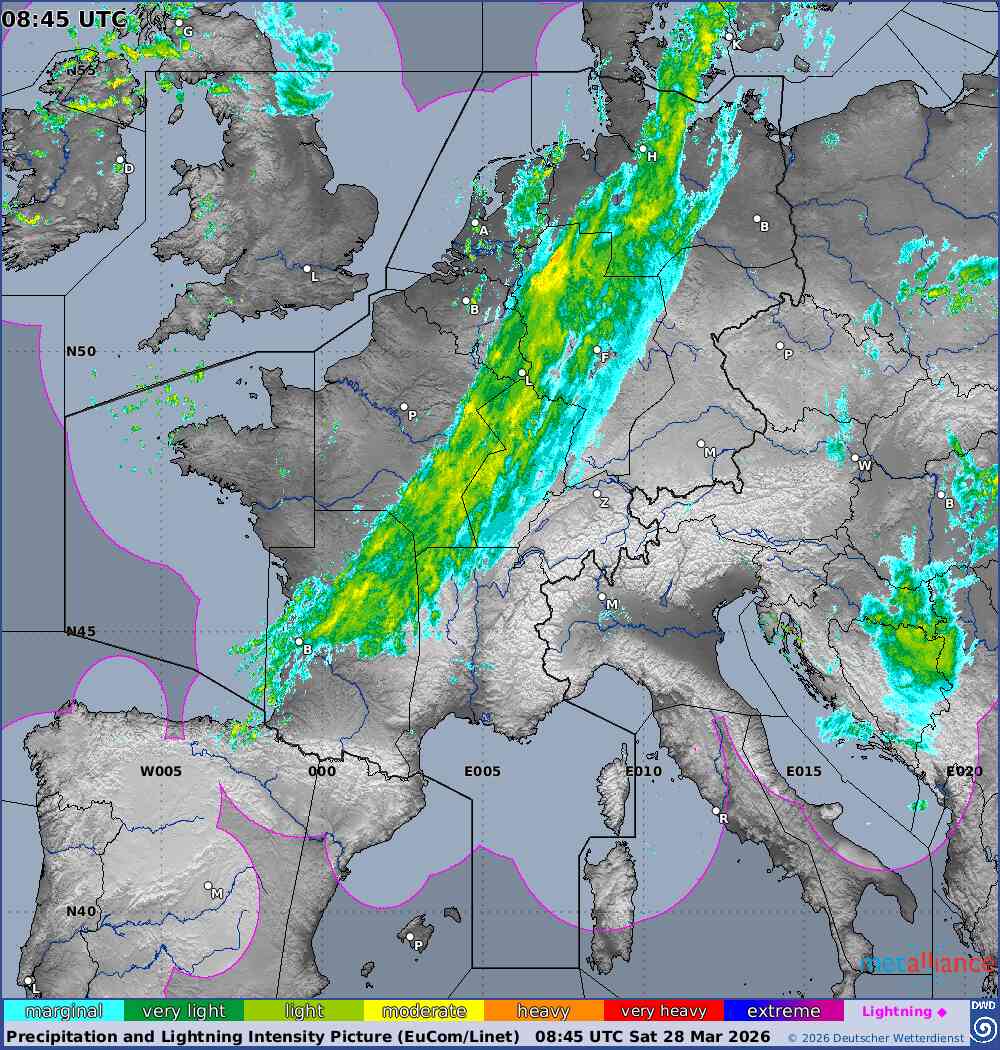 08:45 UTC
G
K
N55
H
D
A
B
L
B
N50
F
P
L
P
M
W
Z
B
M
N45
B
W005
000
E005
E010
E015
E020
R
M
N40
P
L
metalliance
marginal
very light
light
moderate
heavy
very heavy
extreme
Lightning ◆
DWD
Precipitation and Lightning Intensity Picture (EuCom/Linet) 08:45 UTC Sat 28 Mar 2026 © 2026 Deutscher Wetterdienst